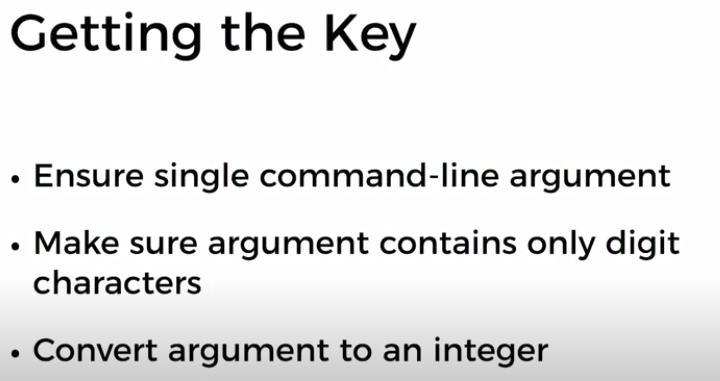 Getting the Key
• Ensure single command-line argument
• Make sure argument contains only digit
characters
• Convert argument to an integer